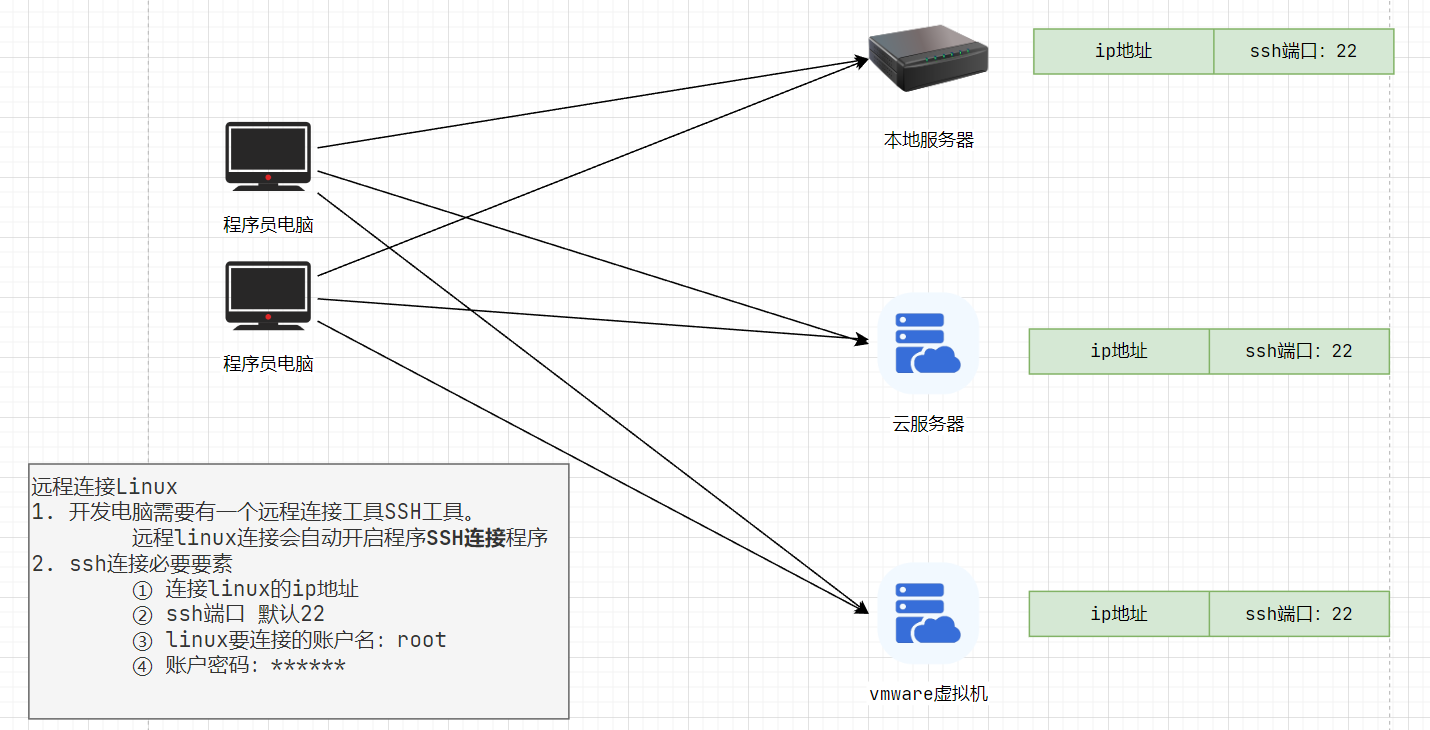 ip地址 ssh端口：22
本地服务器
程序员电脑
程序员电脑
ip地址 ssh端口：22
云服务器
远程连接Linux
1. 开发电脑需要有一个远程连接工具SSH工具。
远程linux连接会自动开启程序SSH连接程序
2. ssh连接必要要素
① 连接linux的ip地址
② ssh端口 默认22
③ linux要连接的账户名：root
④ 账户密码：******
ip地址 ssh端口：22
vmware虚拟机